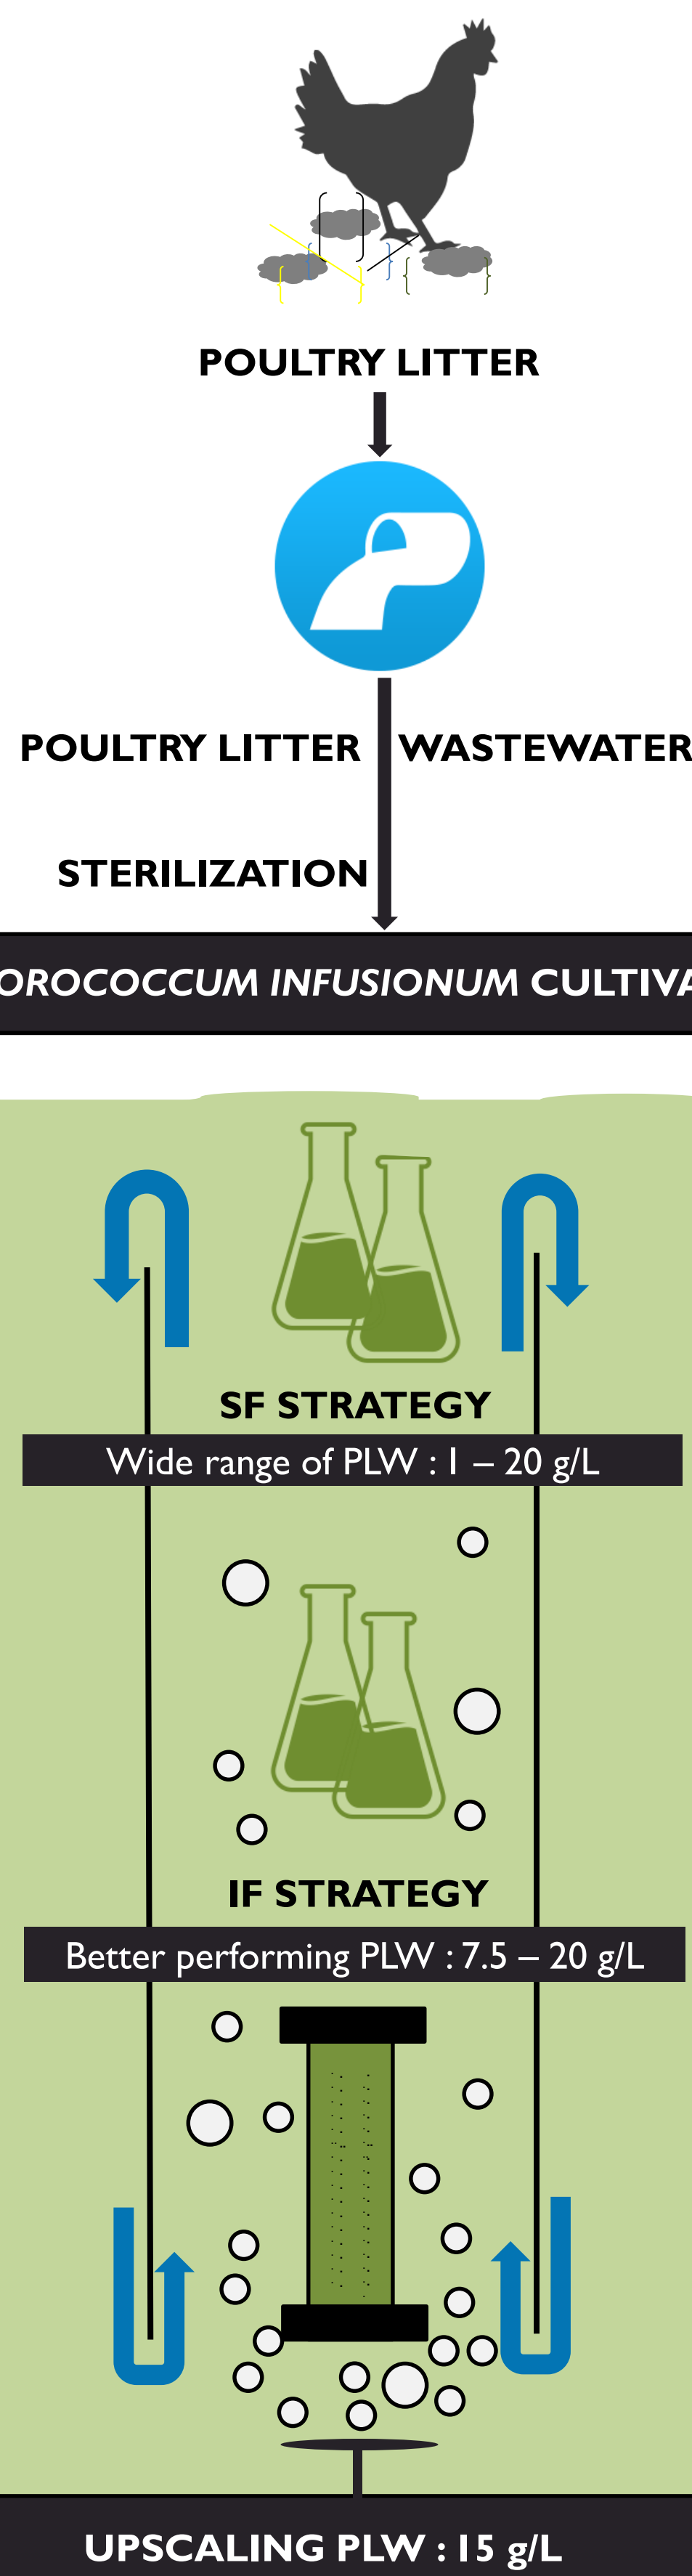 POULTRY LITTER
POULTRY LITTER WASTEWATER
STERILIZATION
OROCOCCUM INFUSIONUM CULTIVA
SF STRATEGY
Wide range of PLW : 1 – 20 g/L
IF STRATEGY
Better performing PLW : 7.5 – 20 g/L
UPSCALING PLW : 15 g/L